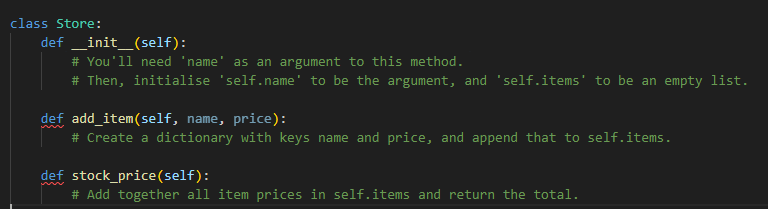 class Store:
    def __init__(self):
        # You'll need 'name' as an argument to this method.
        # Then, initialise 'self.name' to be the argument, and 'self.items' to be an empty list.
    def add_item(self, name, price):
        # Create a dictionary with keys name and price, and append that to self.items.
    def stock_price(self):
        # Add together all item prices in self.items and return the total.